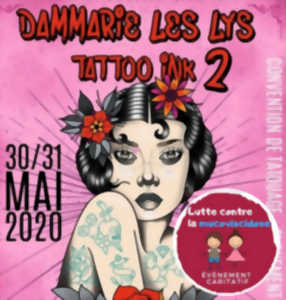 DAMMARIE LES LYS
TATTOO INK 2
30/31
MAI
2020
CONVENTION DE TATOUAGE
Lutte contre
la mucoviscidose
ÉVÉNEMENT
CARITATIF